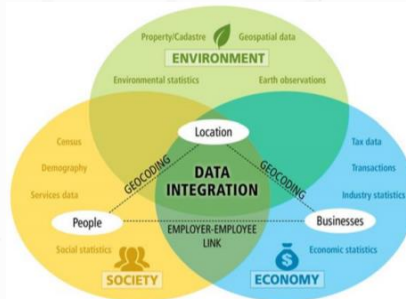 Property/Cadastre
Geospatial data
ENVIRONMENT
Environmental statistics
Earth observations
Location
Census
Demography
Services data
GEOCODING
DATA
INTEGRATION
GEOCODING
Tax data
Transactions
Industry statistics
People
EMPLOYER-EMPLOYEE
LINK
Businesses
Social statistics
SOCIETY
$
Economic statistics
ECONOMY